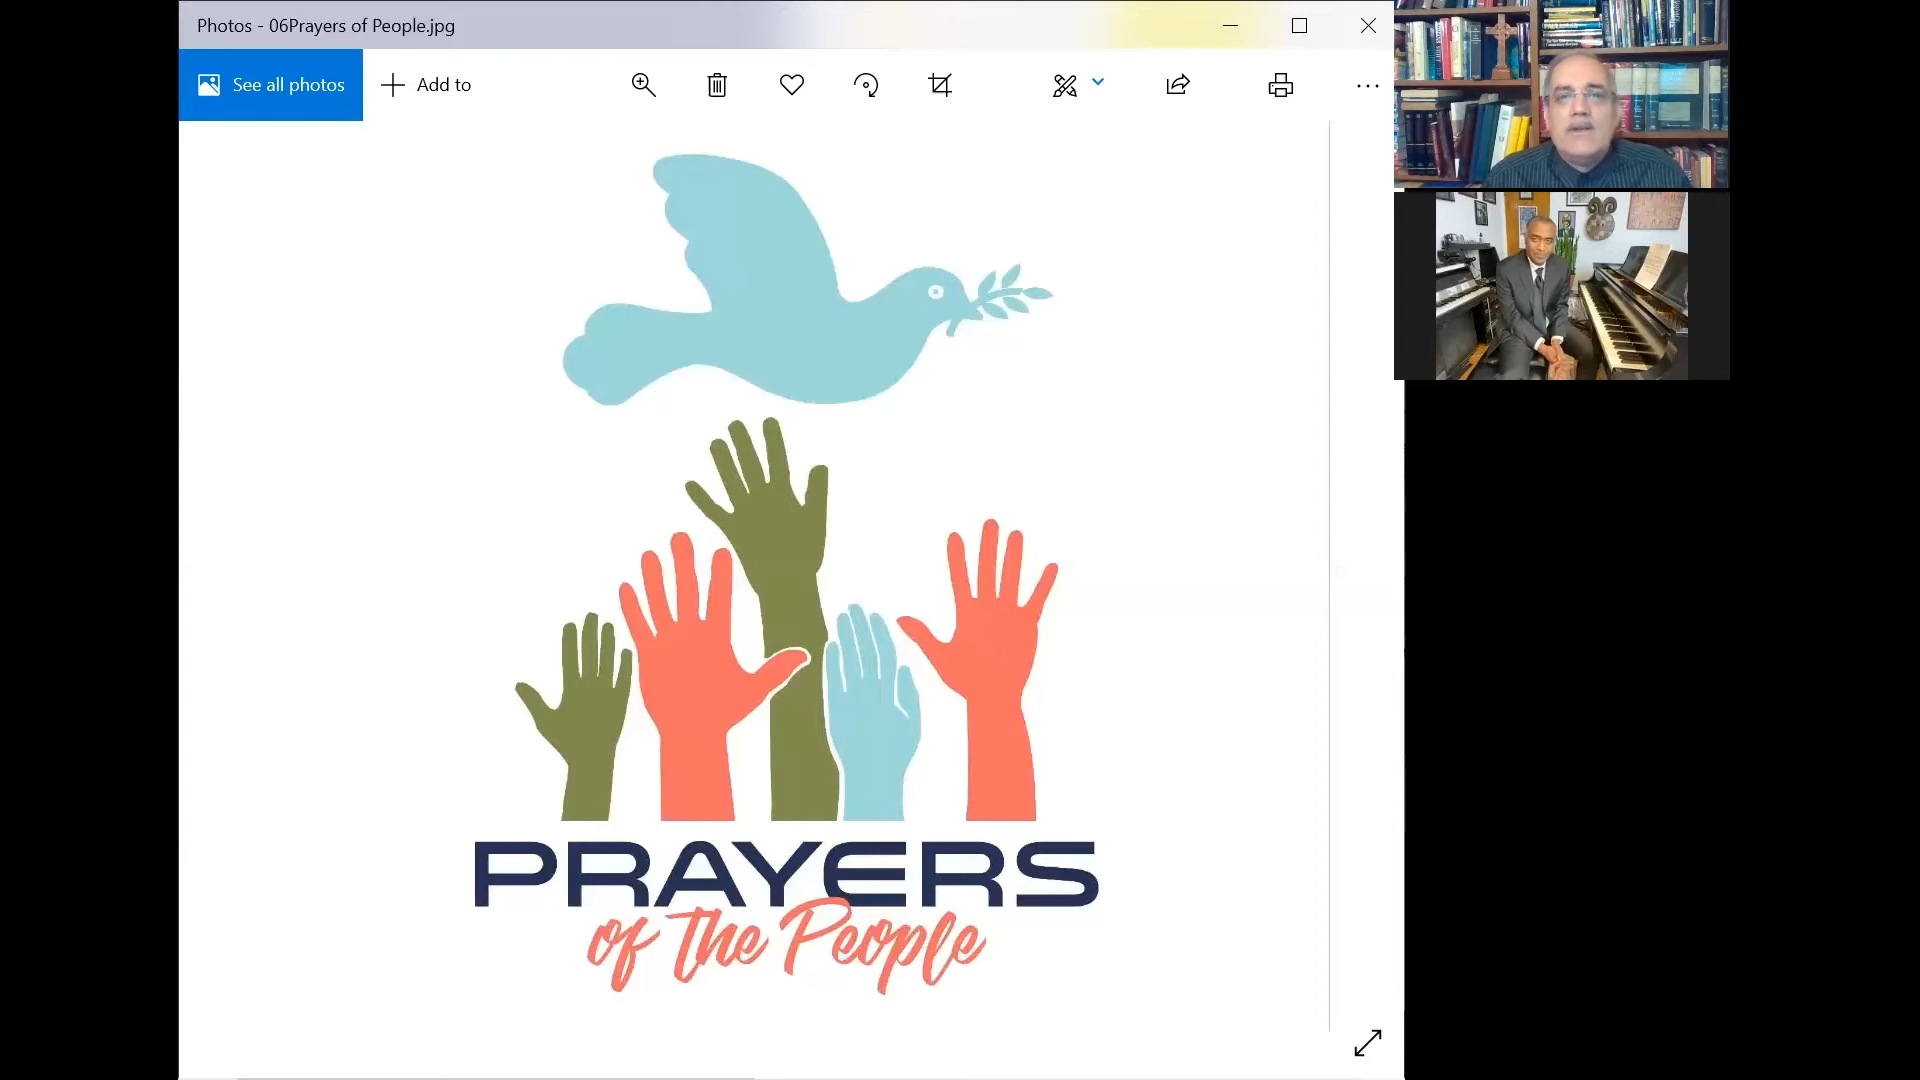 Photos - 06Prayers of People.jpg
See all photos
Add to
PRAYERS
of the People